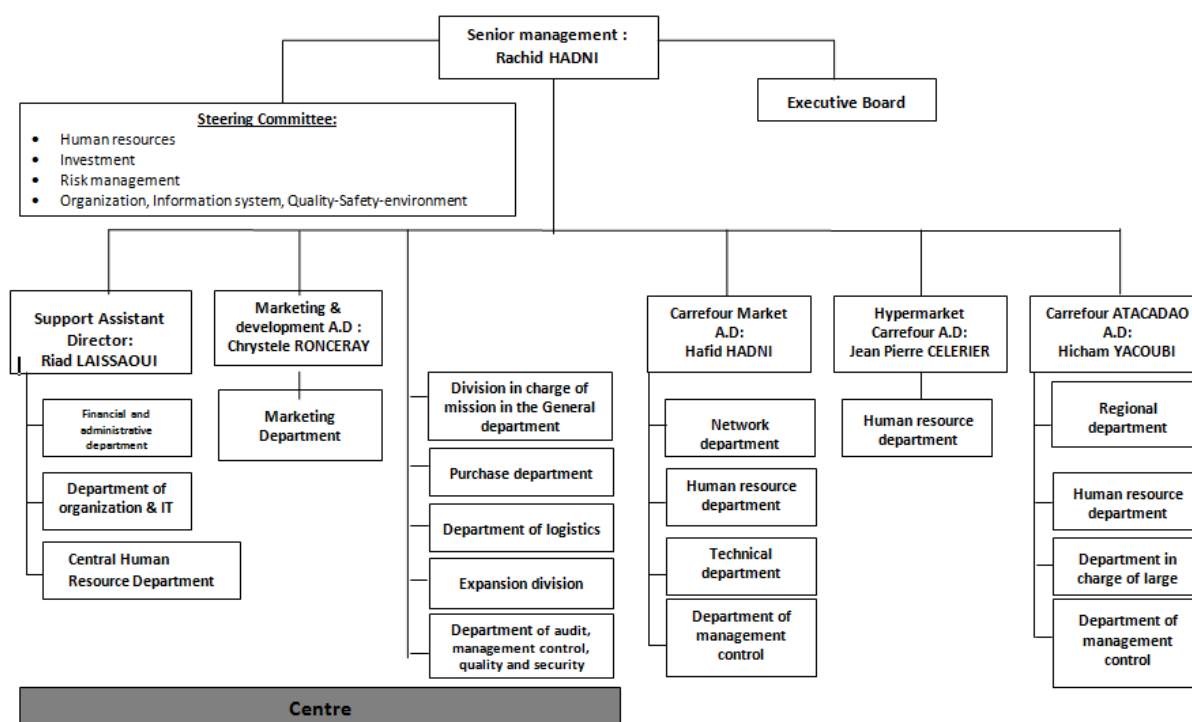 Senior management :
Rachid HADNI
Executive Board
Steering Committee:
• Human resources
• Investment
• Risk management
• Organization, Information system, Quality-Safety-environment
Support Assistant
Director:
Riad LAISSAOUI
Marketing &
development A.D :
Chrystele RONCERAY
Carrefour Market
A.D:
Hafid HADNI
Hypermarket
Carrefour A.D:
Jean Pierre CELERIER
Carrefour ATACADAO
A.D:
Hicham YACOUBI
Financial and
administrative
department
Department of
organization & IT
Central Human
Resource Department
Marketing
Department
Division in charge of
mission in the General
department
Purchase department
Department of logistics
Expansion division
Department of audit,
management control,
quality and security
Network
department
Human resource
department
Technical
department
Department of
management
control
Human resource
department
Regional
department
Human resource
department
Department in
charge of large
Department of
management
control
Centre